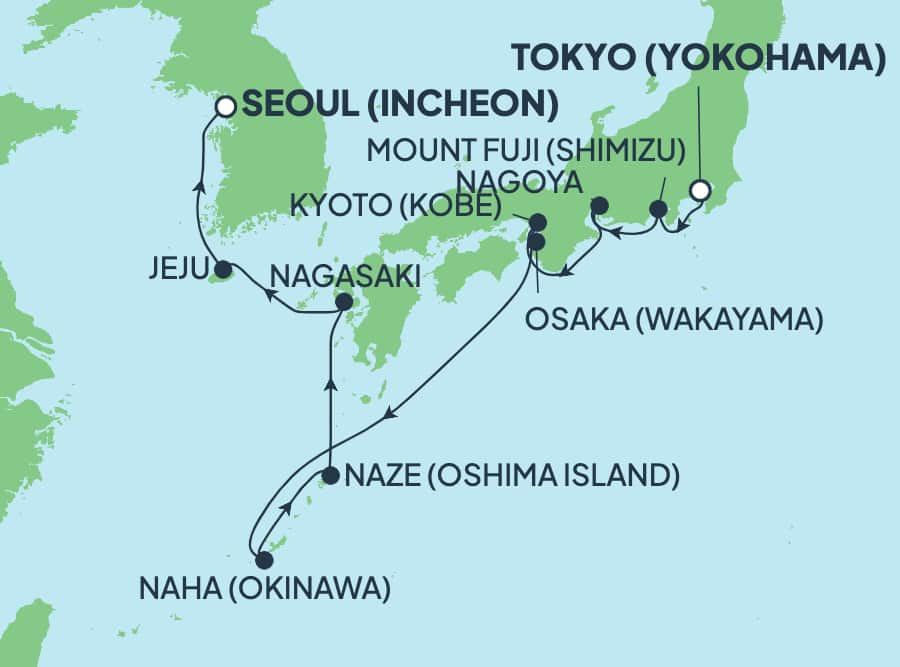 TOKYO (YOKOHAMA)
SEOUL (INCHEON)
MOUNT FUJI (SHIMIZU)
NAGOYA
KYOTO (KOBE)
JEJU
NAGASAKI
OSAKA (WAKAYAMA)
NAZE (OSHIMA ISLAND)
NAHA (OKINAWA)